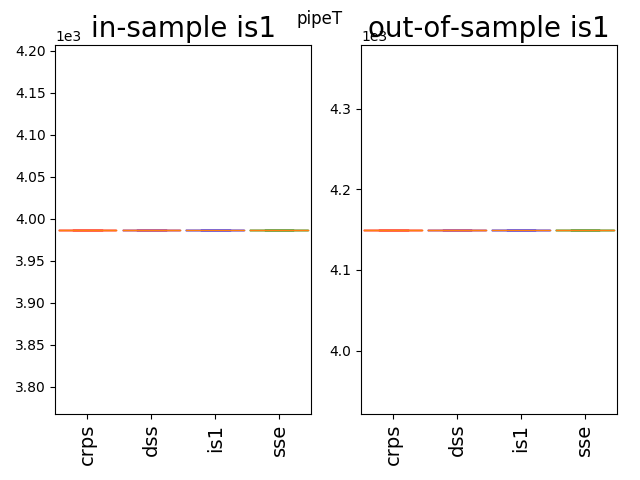 pipeT
in-sample is1
out-of-sample is1
1e3
4.20
4.15
4.10
4.05
4.00
3.95
3.90
3.85
3.80
crps
dss
is1
sse
1e3
4.3
4.2
4.1
4.0
crps
dss
is1
sse